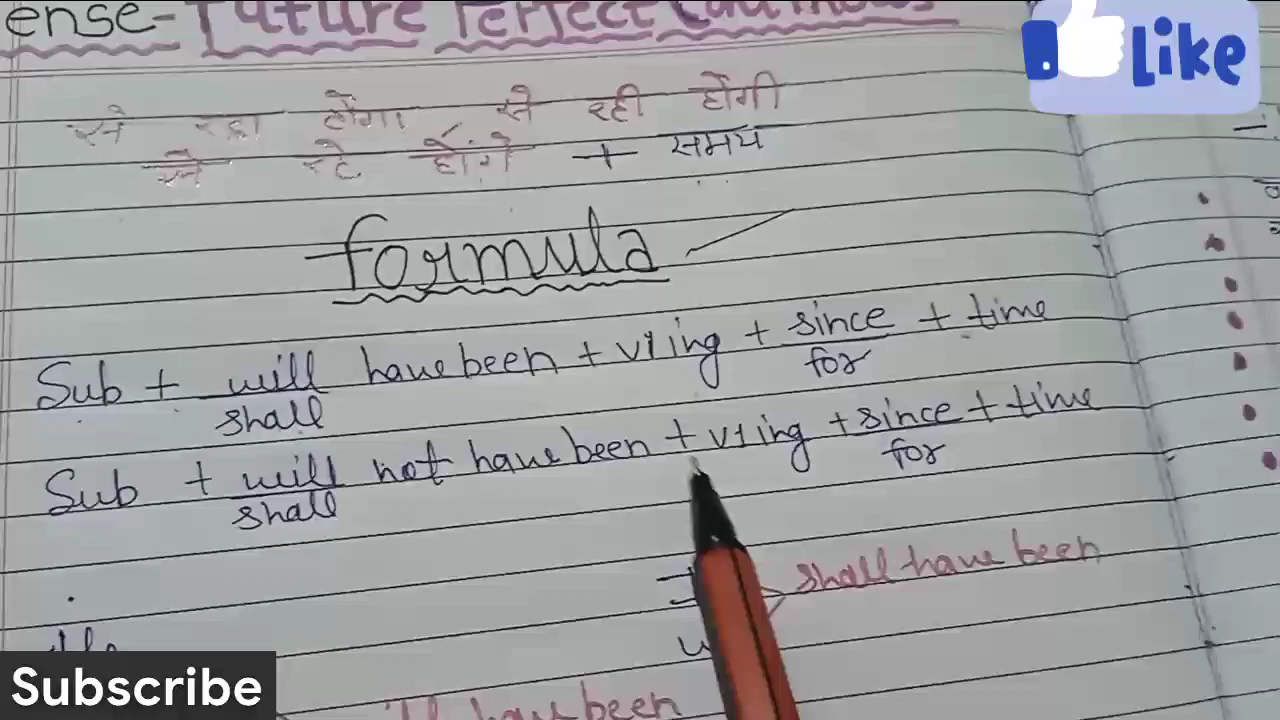 ense- Future Perfect Continuous
Like
रहा होगा से रही होंगी
रहे होंगे + समय
formula
Sub + will have been + v1 ing + since + time
shall for
Sub + will not have been + v1 ing + since + time
shall for
shall have been
He
have been
Subscribe